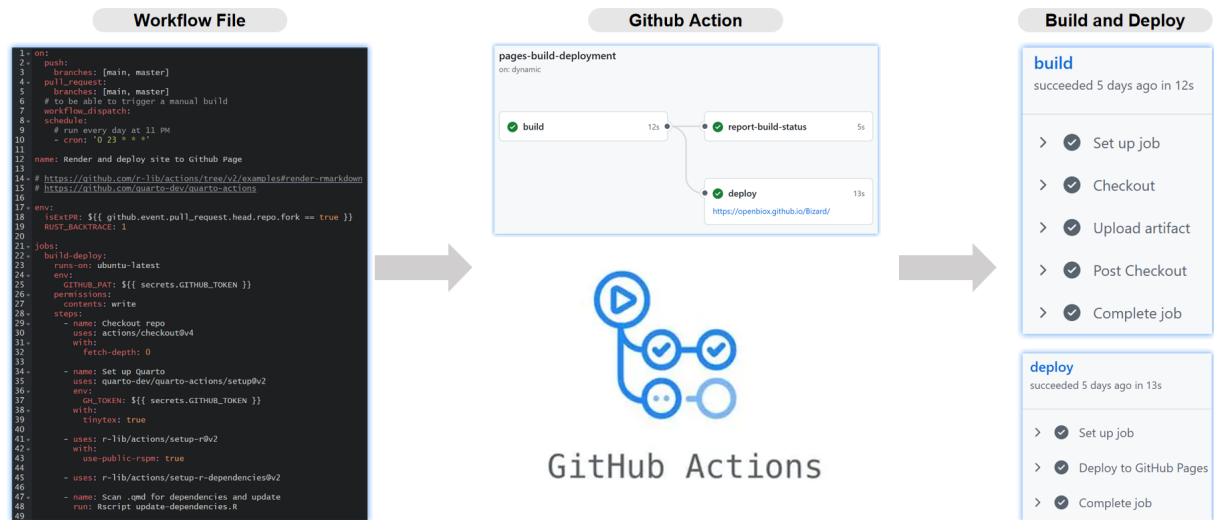 Workflow File
1 on:
2 push:
3 branches: [main, master]
4 pull_request:
5 branches: [main, master]
6 # to be able to trigger a manual build
7 workflow_dispatch:
8 schedule:
9 # run every day at 11 PM
10 - cron: '0 23 * * *'
11
12 name: Render and deploy site to Github Page
13
14 # https://github.com/r-lib/actions/tree/v2/examples#render-rmarkdown
15 # https://github.com/quarto-dev/quarto-actions
16
17 env:
18 isExtPR: ${{ github.event.pull_request.head.repo.fork == true }}
19 RUST_BACKTRACE: 1
20
21 jobs:
22 build-deploy:
23 runs-on: ubuntu-latest
24 env:
25 GITHUB_PAT: ${{ secrets.GITHUB_TOKEN }}
26 permissions:
27 contents: write
28 steps:
29 - name: Checkout repo
30 uses: actions/checkout@v4
31 with:
32 fetch-depth: 0
33
34 - name: Set up Quarto
35 uses: quarto-dev/quarto-actions/setup@v2
36 env:
37 GH_TOKEN: ${{ secrets.GITHUB_TOKEN }}
38 with:
39 tinytex: true
40
41 - uses: r-lib/actions/setup-r@v2
42 with:
43 use-public-rspm: true
44
45 - uses: r-lib/actions/setup-r-dependencies@v2
46
47 - name: Scan .qmd for dependencies and update
48 run: Rscript update-dependencies.R
49
Github Action
pages-build-deployment
on: dynamic
build 12s
report-build-status 5s
deploy 13s
https://openbiox.github.io/Bizard/
GitHub Actions
Build and Deploy
build
succeeded 5 days ago in 12s
Set up job
Checkout
Upload artifact
Post Checkout
Complete job
deploy
succeeded 5 days ago in 13s
Set up job
Deploy to GitHub Pages
Complete job